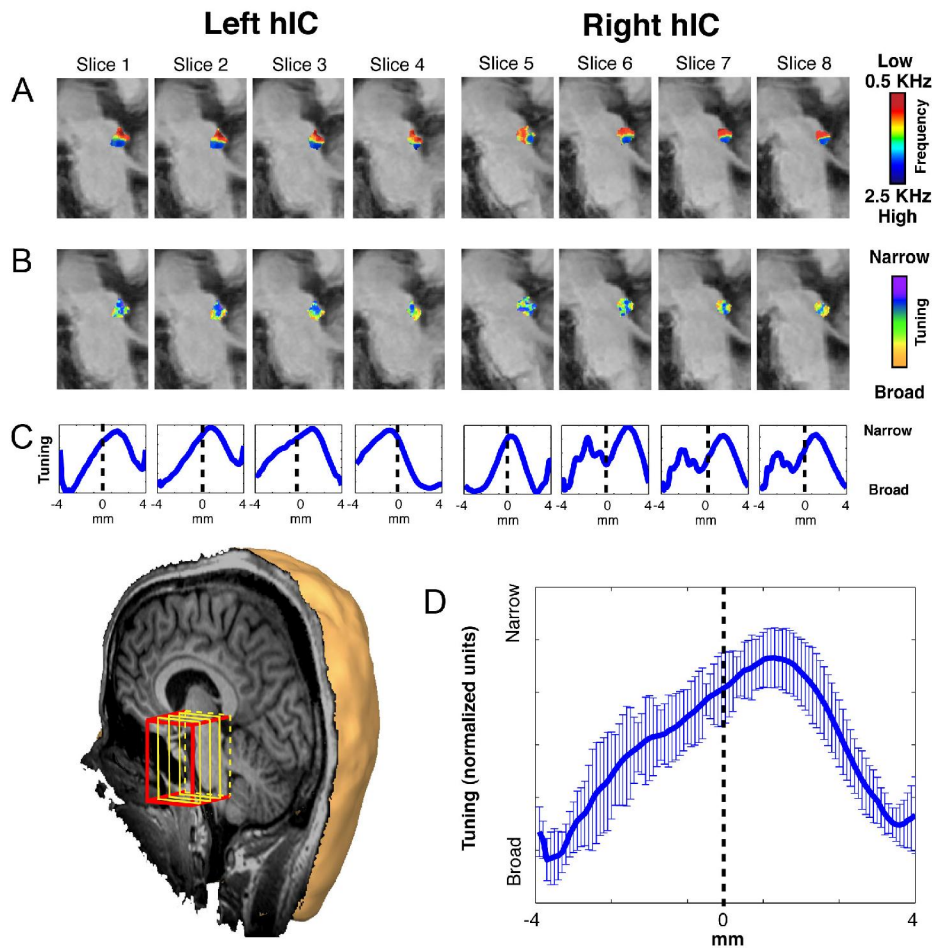 Left hIC Right hIC
Slice 1 Slice 2 Slice 3 Slice 4 Slice 5 Slice 6 Slice 7 Slice 8
A
Low
0.5 KHz
Frequency
2.5 KHz
High
B
Narrow
Tuning
Broad
C
Tuning
Narrow
Broad
-4 0 4 -4 0 4 -4 0 4 -4 0 4 -4 0 4 -4 0 4 -4 0 4 -4 0 4
mm mm mm mm mm mm mm mm
D
Narrow
Tuning (normalized units)
Broad
-4 0 4
mm